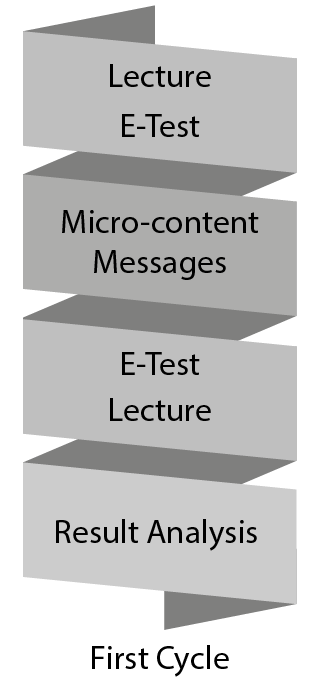 Lecture
E-Test
Micro-content
Messages
E-Test
Lecture
Result Analysis
First Cycle